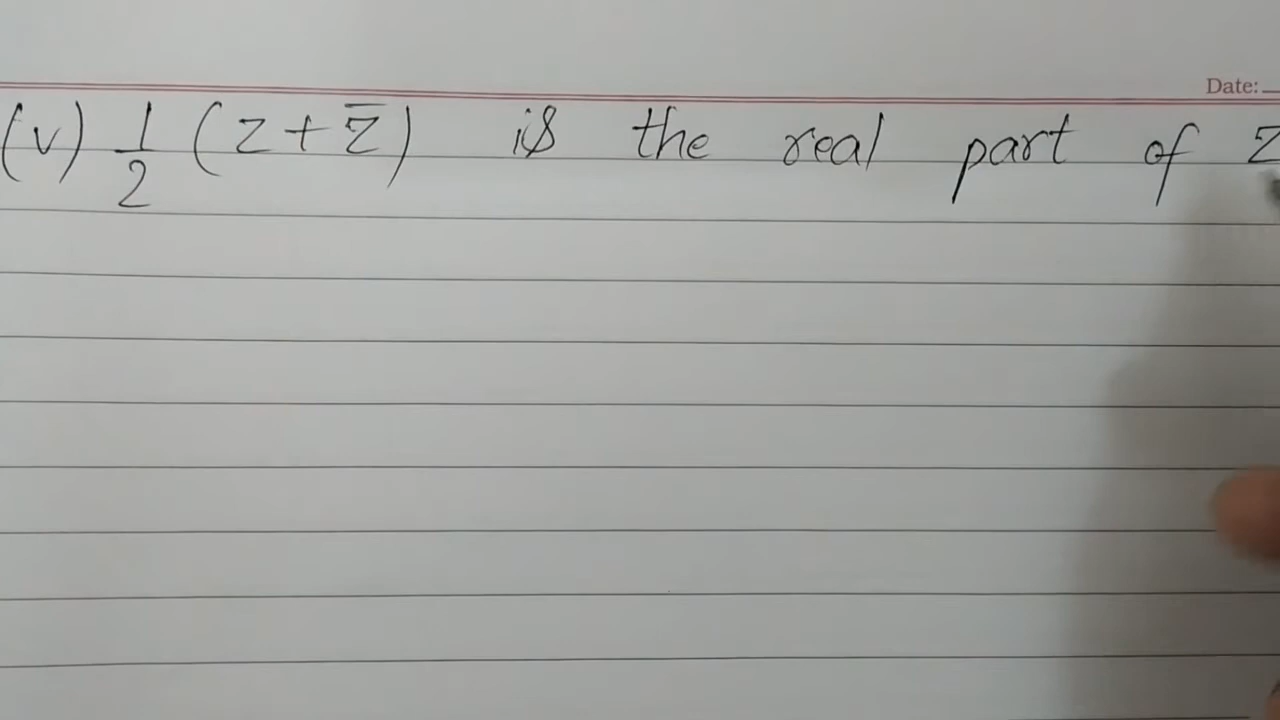 Date:
(v) 1/2 (z + z̅) is the real part of z